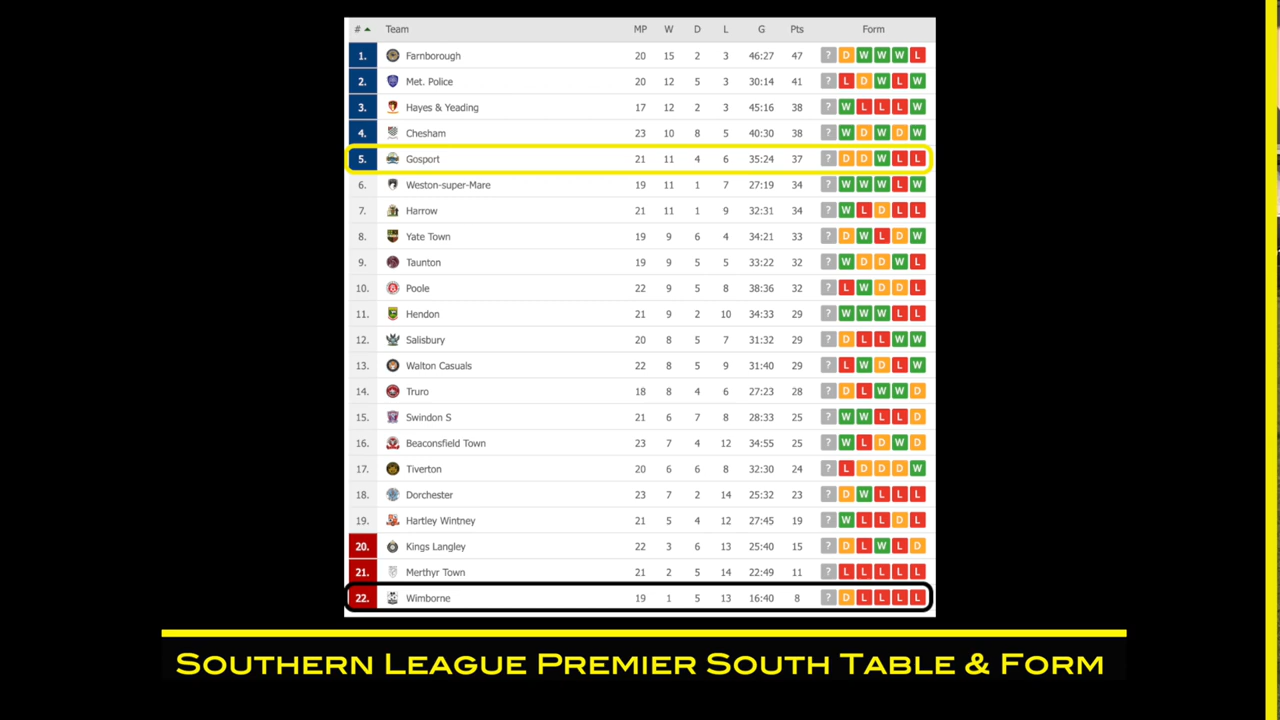 # Team MP W D L G Pts Form
1. Farnborough 20 15 2 3 46:27 47 ? D W W W L
2. Met. Police 20 12 5 3 30:14 41 ? L D W L W
3. Hayes & Yeading 17 12 2 3 45:16 38 ? W L L L W
4. Chesham 23 10 8 5 40:30 38 ? W D W D W
5. Gosport 21 11 4 6 35:24 37 ? D D W L L
6. Weston-super-Mare 19 11 1 7 27:19 34 ? W W W L W
7. Harrow 21 11 1 9 32:31 34 ? W L D L L
8. Yate Town 19 9 6 4 34:21 33 ? D W L D W
9. Taunton 19 9 5 5 33:22 32 ? W D D W L
10. Poole 22 9 5 8 38:36 32 ? L W D D L
11. Hendon 21 9 2 10 34:33 29 ? W W W L L
12. Salisbury 20 8 5 7 31:32 29 ? D L L W W
13. Walton Casuals 22 8 5 9 31:40 29 ? L W D L W
14. Truro 18 8 4 6 27:23 28 ? D L W W D
15. Swindon S 21 6 7 8 28:33 25 ? W W L L D
16. Beaconsfield Town 23 7 4 12 34:55 25 ? W L D W D
17. Tiverton 20 6 6 8 32:30 24 ? L D D D W
18. Dorchester 23 7 2 14 25:32 23 ? D W L L L
19. Hartley Wintney 21 5 4 12 27:45 19 ? W L L D L
20. Kings Langley 22 3 6 13 25:40 15 ? D L W L D
21. Merthyr Town 21 2 5 14 22:49 11 ? L L L L L
22. Wimborne 19 1 5 13 16:40 8 ? D L L L L
Southern League Premier South Table & Form